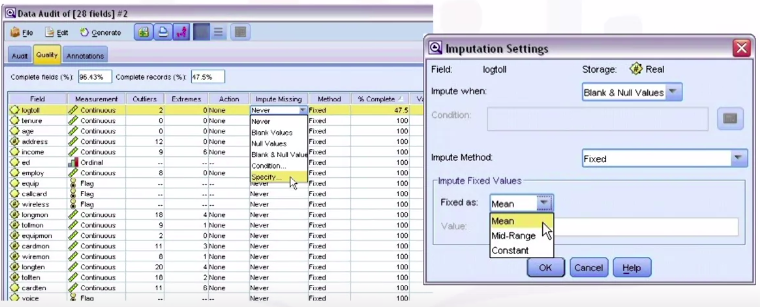 Data Audit of [28 fields] #2
File Edit Generate
Audit Quality Annotations
Complete fields (%): 96.43% Complete records (%): 47.5%
Field Measurement Outliers Extremes Action Impute Missing Method % Complete
logtoll Continuous 2 0 None Never Fixed 47.5
tenure Continuous 0 0 None Never Fixed 100
age Continuous 0 0 None Blank Values Fixed 100
address Continuous 12 0 None Null Values Fixed 100
income Continuous 9 6 None Blank & Null Value Fixed 100
ed Ordinal -- -- -- Condition... Fixed 100
employ Continuous 8 0 None Specify... Fixed 100
equip Flag -- -- -- Never Fixed 100
callcard Flag -- -- -- Never Fixed 100
wireless Flag -- -- -- Never Fixed 100
longmon Continuous 18 4 None Never Fixed 100
tollmon Continuous 9 1 None Never Fixed 100
equipmon Continuous 2 0 None Never Fixed 100
cardmon Continuous 11 3 None Never Fixed 100
wiremon Continuous 8 1 None Never Fixed 100
longten Continuous 20 4 None Never Fixed 100
tollten Continuous 18 2 None Never Fixed 100
cardten Continuous 11 6 None Never Fixed 100
voice Flag -- -- -- Never Fixed 100
Imputation Settings
Field: logtoll Storage: Real
Impute when: Blank & Null Values
Condition:
Impute Method: Fixed
Impute Fixed Values
Fixed as: Mean
Value:
Mean
Mid-Range
Constant
OK Cancel Help